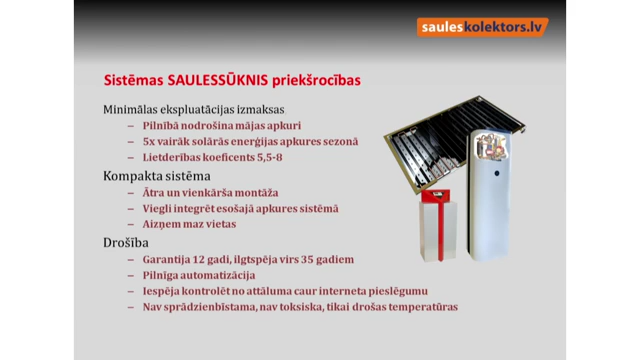 sauleskolektors.lv
Sistēmas SAULESSŪKNIS priekšrocības
Minimālas ekspluatācijas izmaksas
– Pilnībā nodrošina mājas apkuri
– 5x vairāk solārās enerģijas apkures sezonā
– Lietderības koeficents 5,5-8
Kompakta sistēma
– Ātra un vienkārša montāža
– Viegli integrēt esošajā apkures sistēmā
– Aizņem maz vietas
Drošība
– Garantija 12 gadi, ilgtspēja virs 35 gadiem
– Pilnīga automatizācija
– Iespēja kontrolēt no attāluma caur interneta pieslēgumu
– Nav sprādzienbīstama, nav toksiska, tikai drošas temperatūras